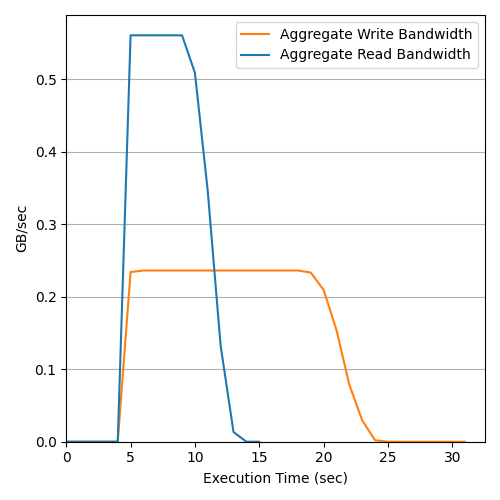 Aggregate Write Bandwidth
Aggregate Read Bandwidth
GB/sec
0.5
0.4
0.3
0.2
0.1
0.0
0 5 10 15 20 25 30
Execution Time (sec)